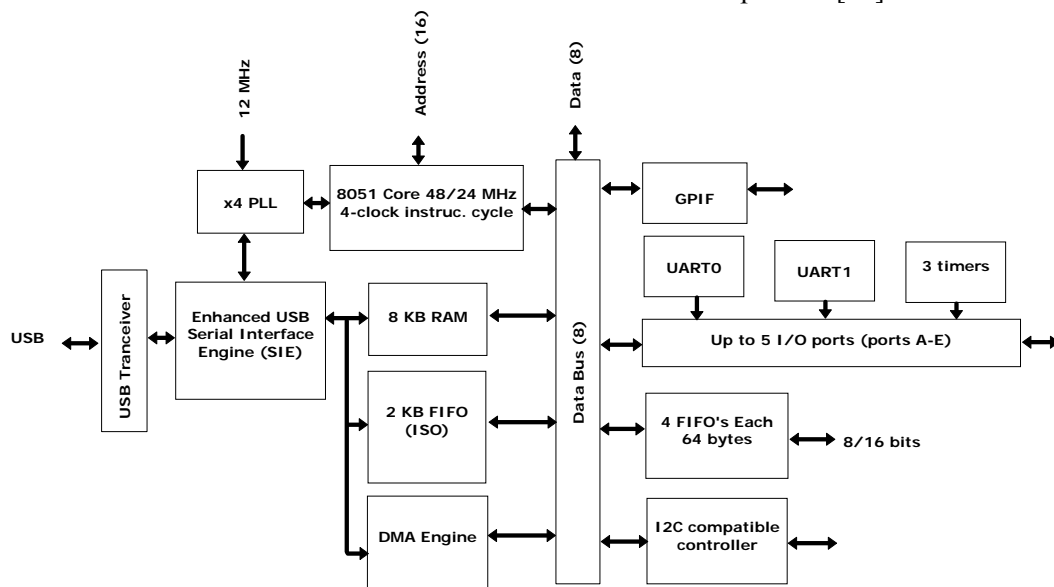 Address (16)
Data (8)
12 MHz
x4 PLL
8051 Core 48/24 MHz
4-clock instruc. cycle
GPIF
UART0
UART1
3 timers
USB
USB Tranceiver
Enhanced USB
Serial Interface
Engine (SIE)
8 KB RAM
Data Bus (8)
Up to 5 I/O ports (ports A-E)
2 KB FIFO
(ISO)
4 FIFO's Each
64 bytes
8/16 bits
DMA Engine
I2C compatible
controller